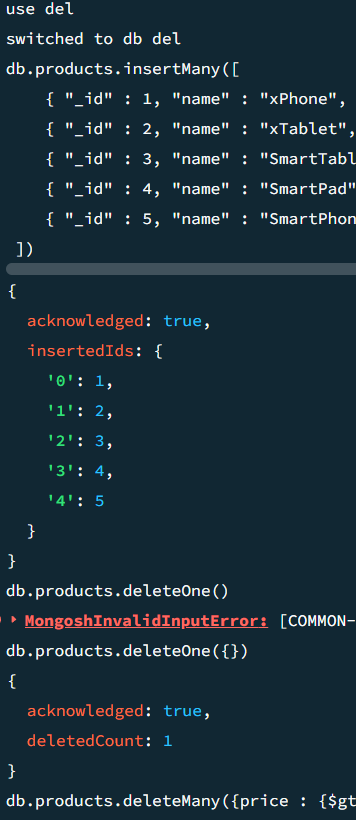 use del
switched to db del
db.products.insertMany([
    { "_id" : 1, "name" : "xPhone",
    { "_id" : 2, "name" : "xTablet",
    { "_id" : 3, "name" : "SmartTabl
    { "_id" : 4, "name" : "SmartPad"
    { "_id" : 5, "name" : "SmartPhon
 ])
{
  acknowledged: true,
  insertedIds: {
    '0': 1,
    '1': 2,
    '2': 3,
    '3': 4,
    '4': 5
  }
}
db.products.deleteOne()
MongoshInvalidInputError: [COMMON-
db.products.deleteOne({})
{
  acknowledged: true,
  deletedCount: 1
}
db.products.deleteMany({price : {$gt